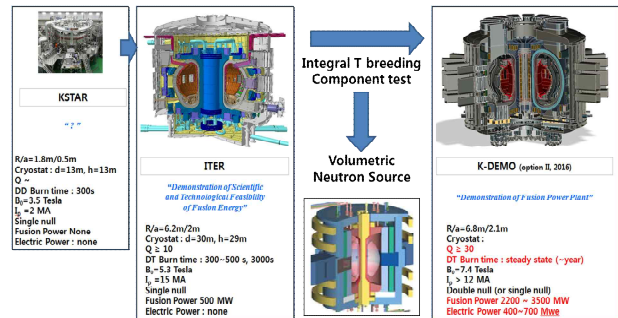 KSTAR
" ? "
R/a=1.8m/0.5m
Cryostat : d=13m, h=13m
Q ~
DD Burn time : 300s
B₀=3.5 Tesla
Iₚ =2 MA
Single null
Fusion Power None
Electric Power : none
ITER
"Demonstration of Scientific
and Technological Feasibility
of Fusion Energy"
R/a=6.2m/2m
Cryostat : d=30m, h=29m
Q ≥ 10
DT Burn time : 300~500 s, 3000s
B₀=5.3 Tesla
Iₚ =15 MA
Single null
Fusion Power 500 MW
Electric Power : none
Integral T breeding
Component test
Volumetric
Neutron Source
K-DEMO (option II, 2016)
"Demonstration of Fusion Power Plant"
R/a=6.8m/2.1m
Cryostat :
Q ≥ 30
DT Burn time : steady state (~year)
B₀=7.4 Tesla
Iₚ > 12 MA
Double null (or single null)
Fusion Power 2200 ~ 3500 MW
Electric Power 400~700 Mwe